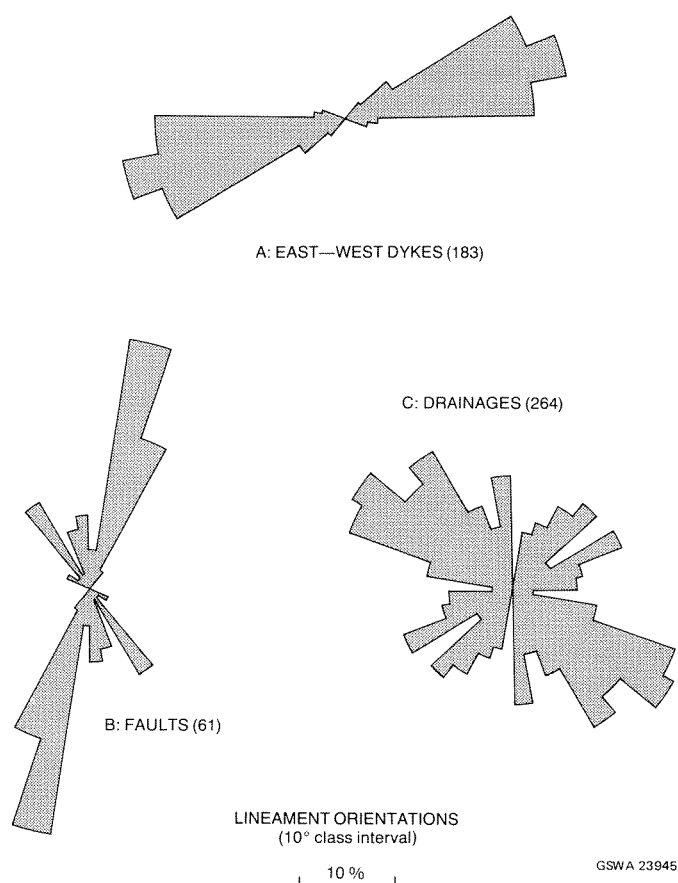 A: EAST—WEST DYKES (183)
C: DRAINAGES (264)
B: FAULTS (61)
LINEAMENT ORIENTATIONS
(10° class interval)
10 %
GSWA 23945